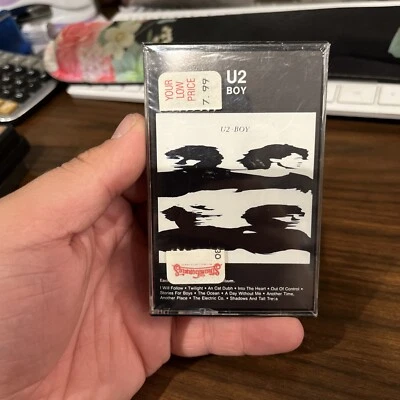 U2
BOY
YOUR
LOW
PRICE
7.99
U2·BOY
I Will Follow • Twilight • An Cat Dubh • Into The Heart • Out Of Control •
Stories For Boys • The Ocean • A Day Without Me • Another Time,
Another Place • The Electric Co. • Shadows And Tall Trees